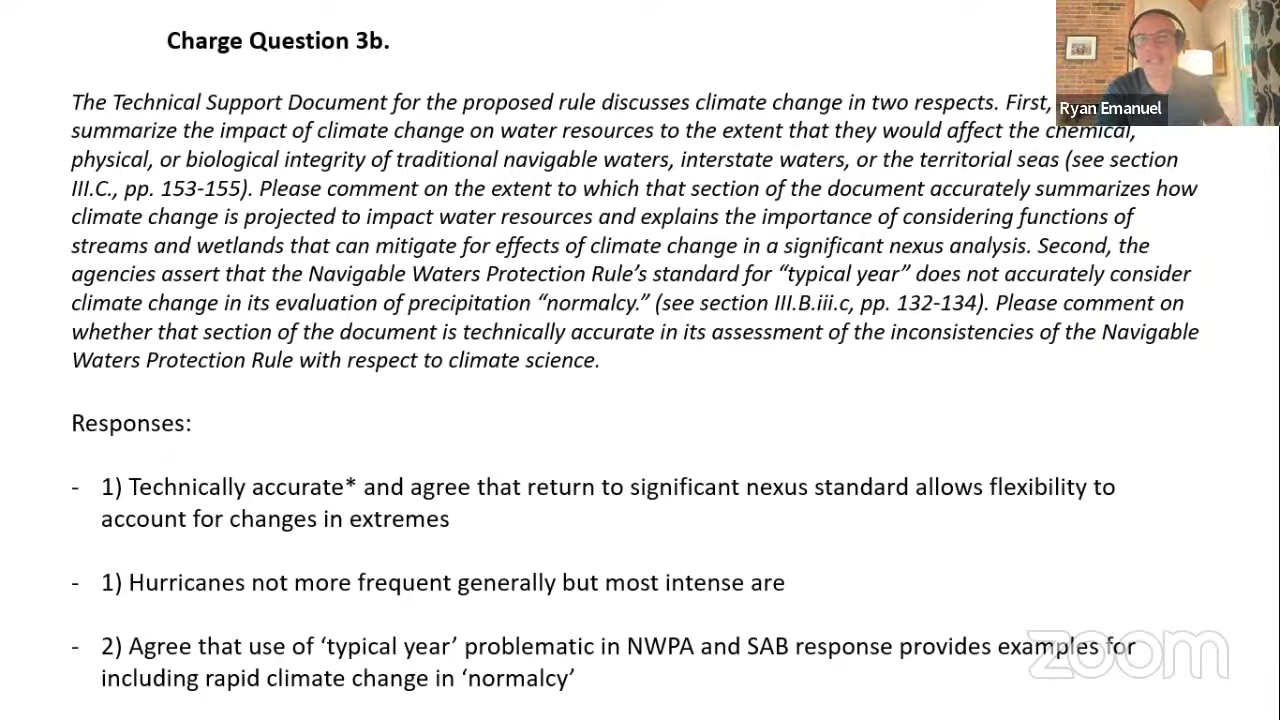 Charge Question 3b.
The Technical Support Document for the proposed rule discusses climate change in two respects. First,
summarize the impact of climate change on water resources to the extent that they would affect the chemical,
physical, or biological integrity of traditional navigable waters, interstate waters, or the territorial seas (see section
III.C., pp. 153-155). Please comment on the extent to which that section of the document accurately summarizes how
climate change is projected to impact water resources and explains the importance of considering functions of
streams and wetlands that can mitigate for effects of climate change in a significant nexus analysis. Second, the
agencies assert that the Navigable Waters Protection Rule's standard for “typical year” does not accurately consider
climate change in its evaluation of precipitation “normalcy.” (see section III.B.iii.c, pp. 132-134). Please comment on
whether that section of the document is technically accurate in its assessment of the inconsistencies of the Navigable
Waters Protection Rule with respect to climate science.
Ryan Emanuel
Responses:
- 1) Technically accurate* and agree that return to significant nexus standard allows flexibility to
account for changes in extremes
- 1) Hurricanes not more frequent generally but most intense are
- 2) Agree that use of ‘typical year’ problematic in NWPA and SAB response provides examples for
including rapid climate change in ‘normalcy’
zoom